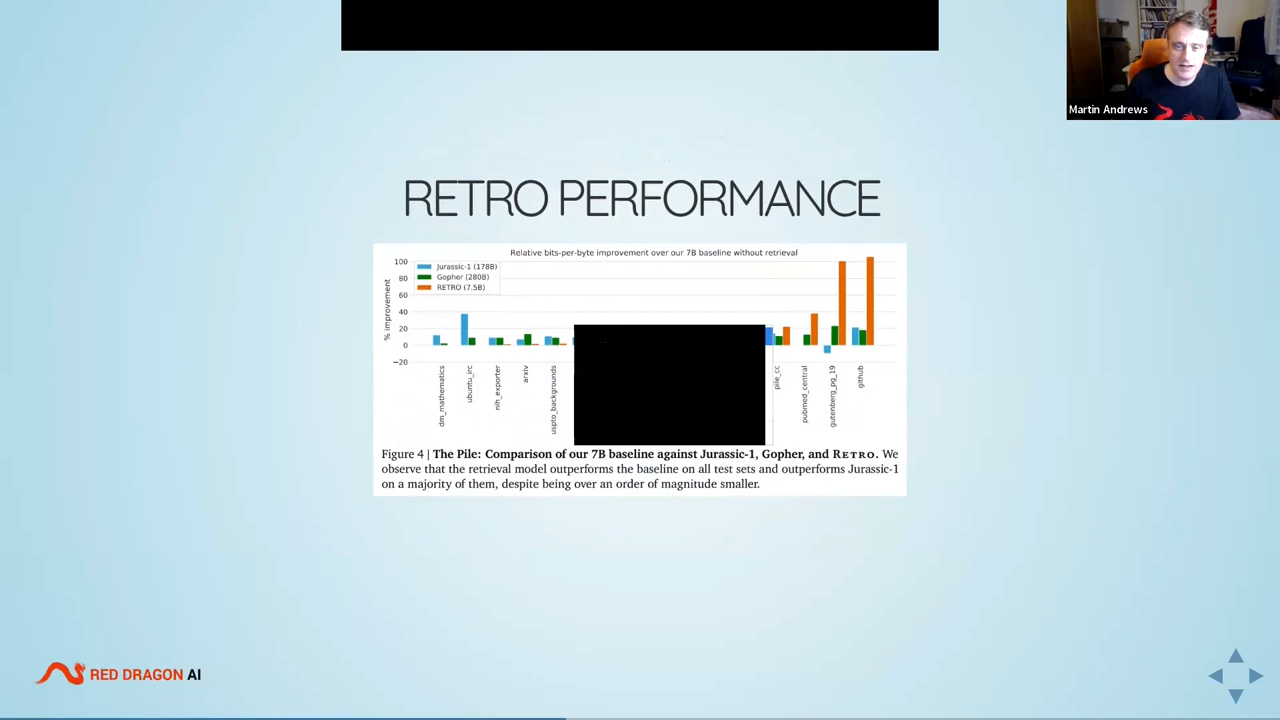 Martin Andrews
RETRO PERFORMANCE
Relative bits-per-byte improvement over our 7B baseline without retrieval
% improvement
100
80
60
40
20
0
−20
Jurassic-1 (178B)
Gopher (280B)
RETRO (7.5B)
dm_mathematics
ubuntu_irc
nih_exporter
arxiv
uspto_backgrounds
pile_cc
pubmed_central
gutenberg_pg_19
github
Figure 4 | The Pile: Comparison of our 7B baseline against Jurassic-1, Gopher, and RETRO. We
observe that the retrieval model outperforms the baseline on all test sets and outperforms Jurassic-1
on a majority of them, despite being over an order of magnitude smaller.
RED DRAGON AI